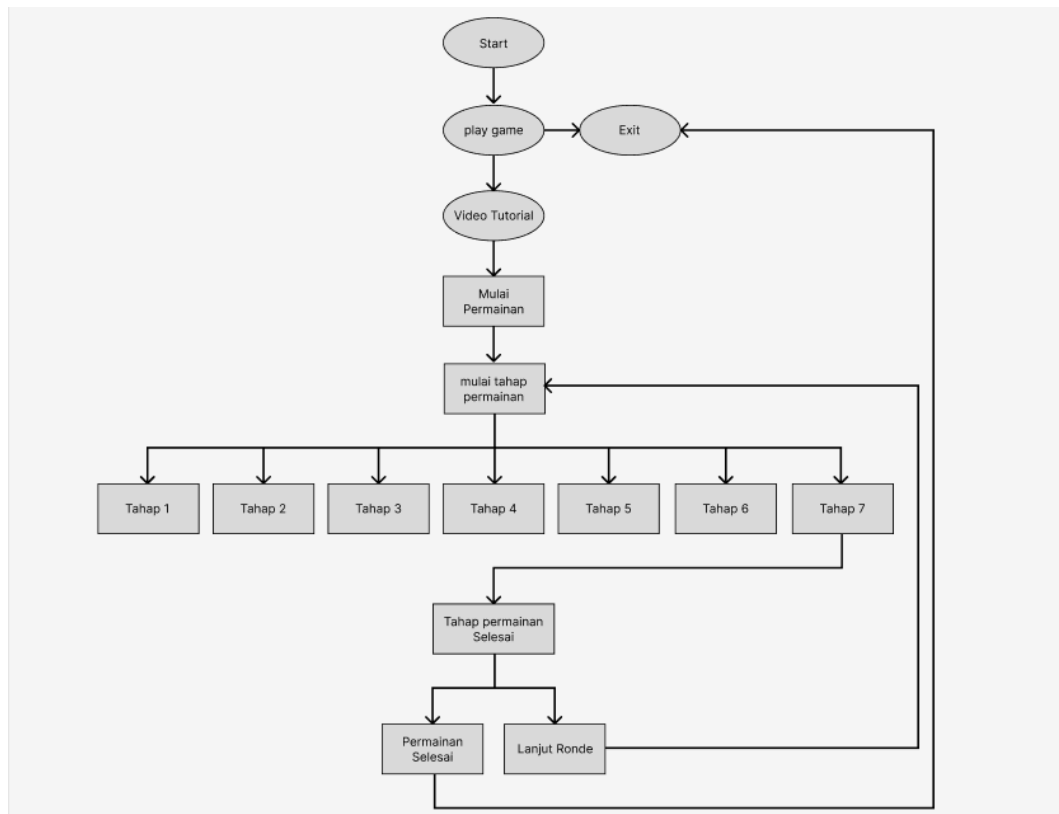 Start
play game
Exit
Video Tutorial
Mulai
Permainan
mulai tahap
permainan
Tahap 1
Tahap 2
Tahap 3
Tahap 4
Tahap 5
Tahap 6
Tahap 7
Tahap permainan
Selesai
Permainan
Selesai
Lanjut Ronde